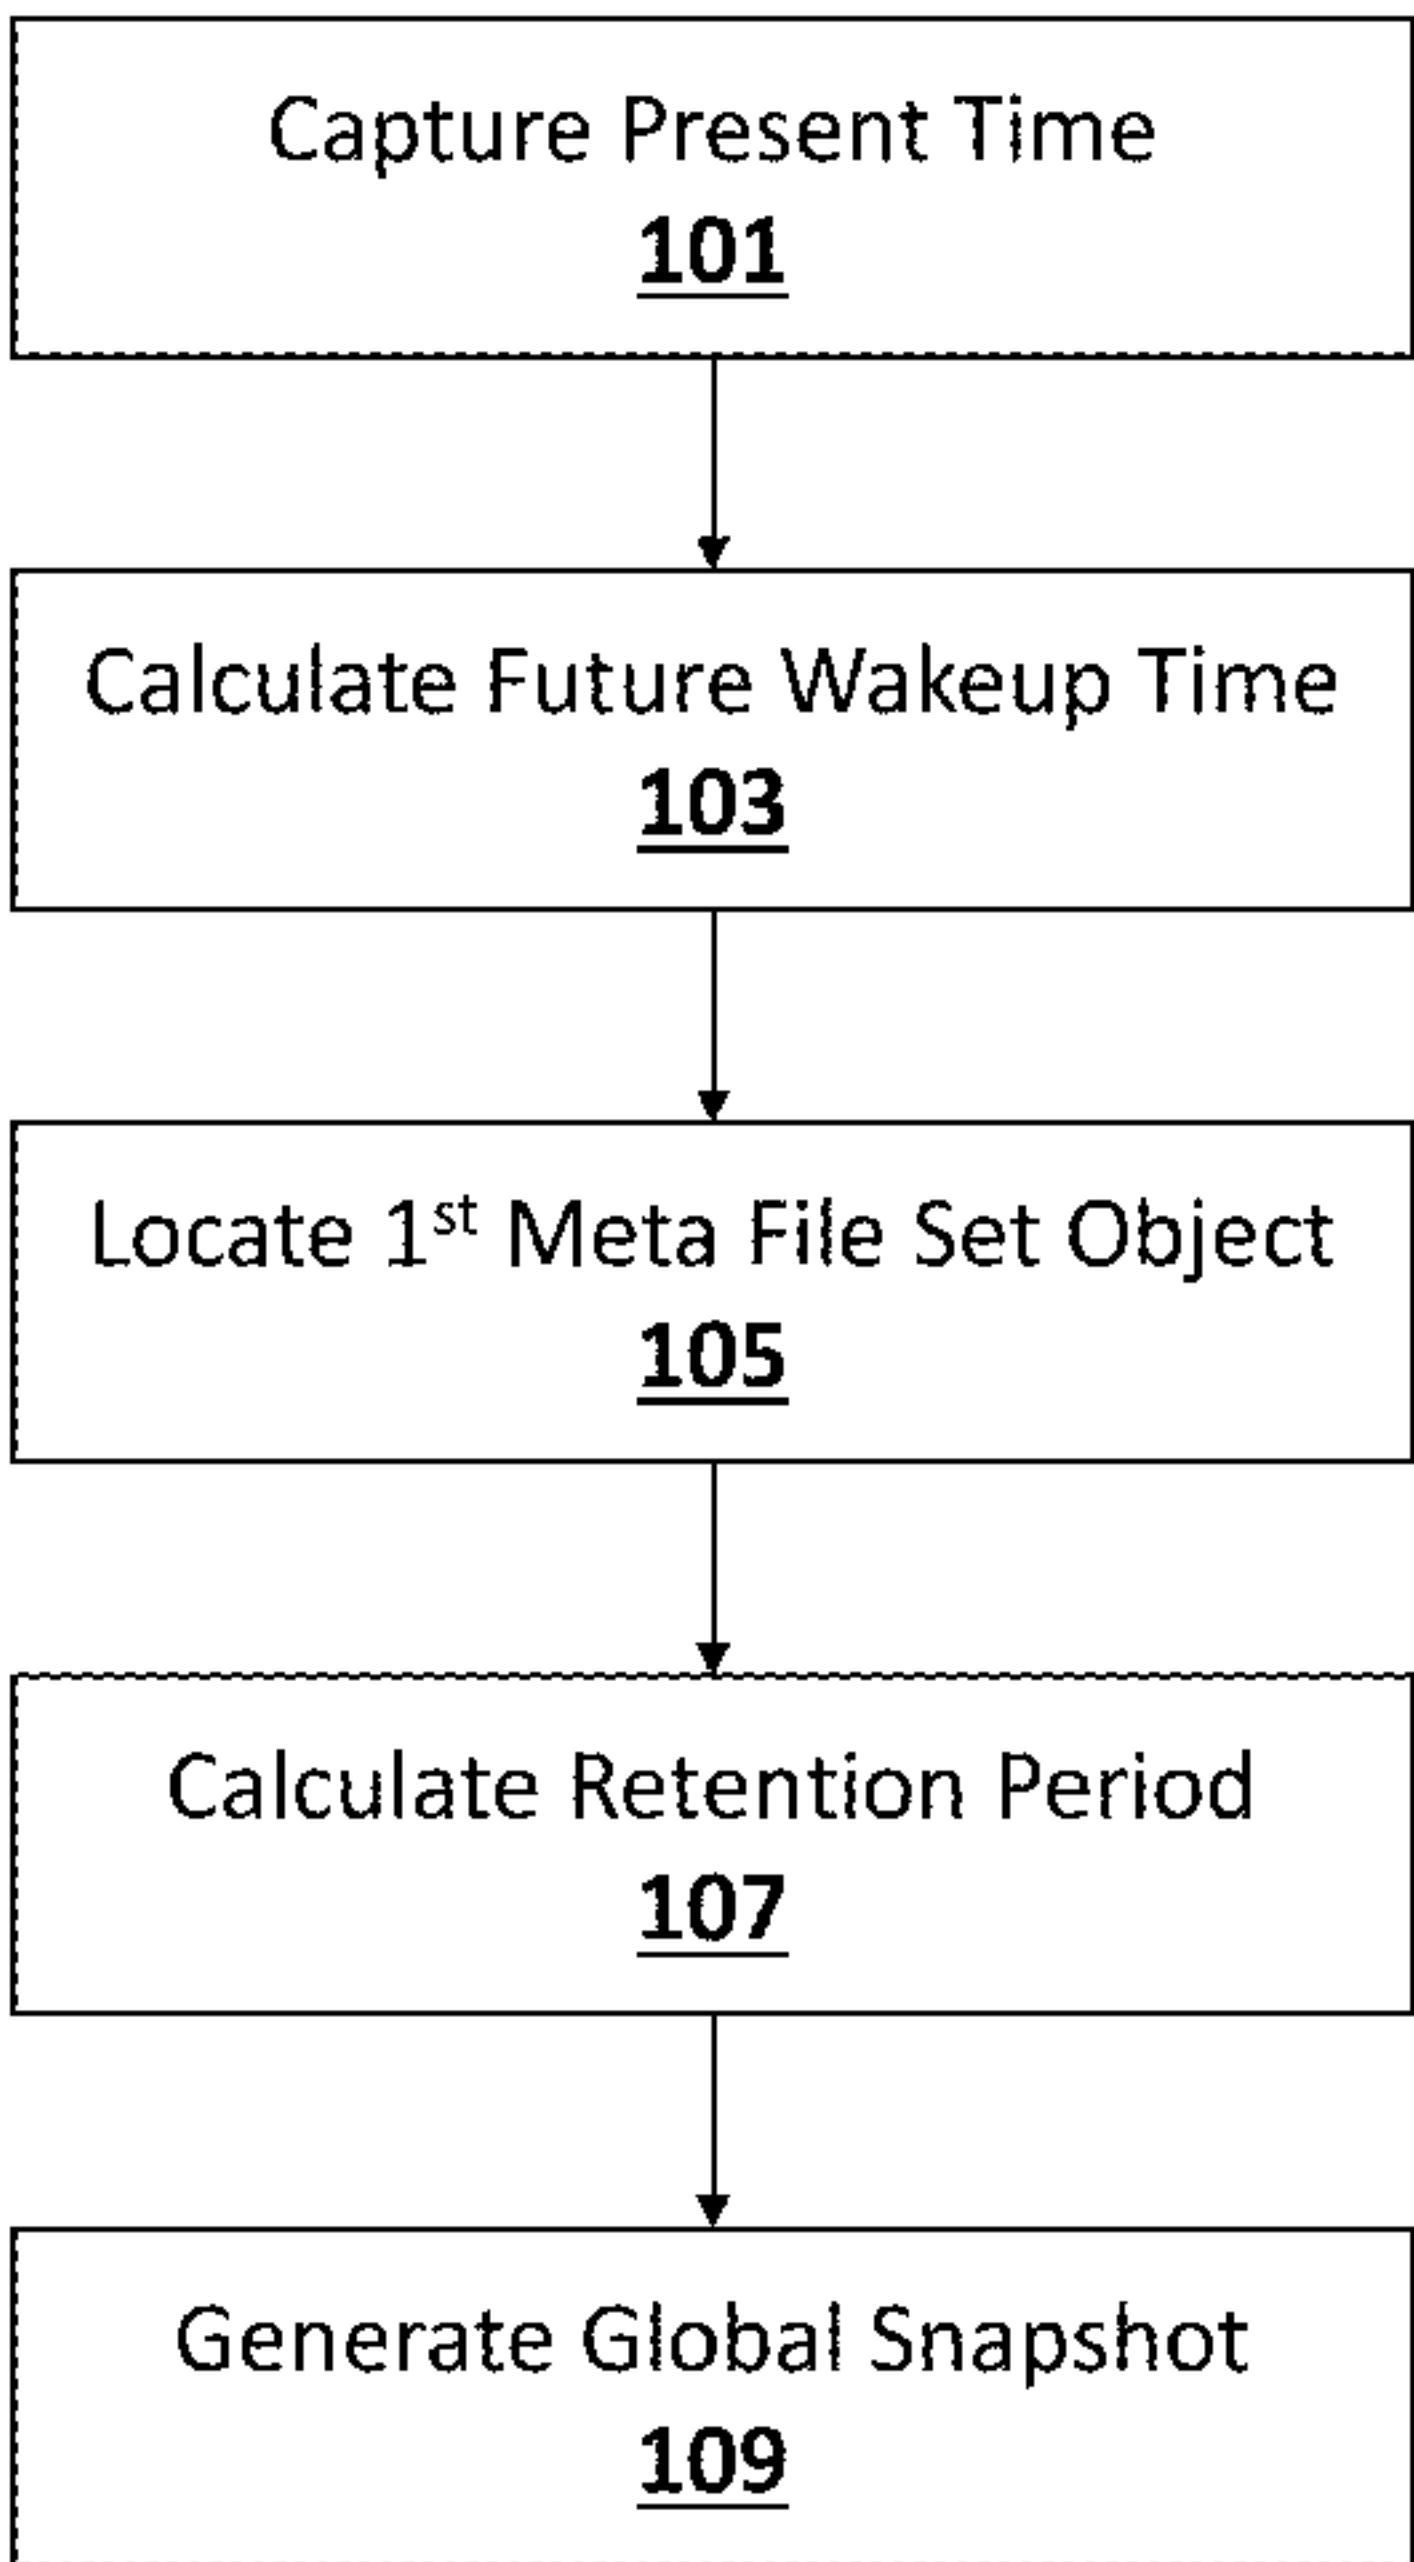 Capture Present Time
101
Calculate Future Wakeup Time
103
Locate 1st Meta File Set Object
105
Calculate Retention Period
107
Generate Global Snapshot
109